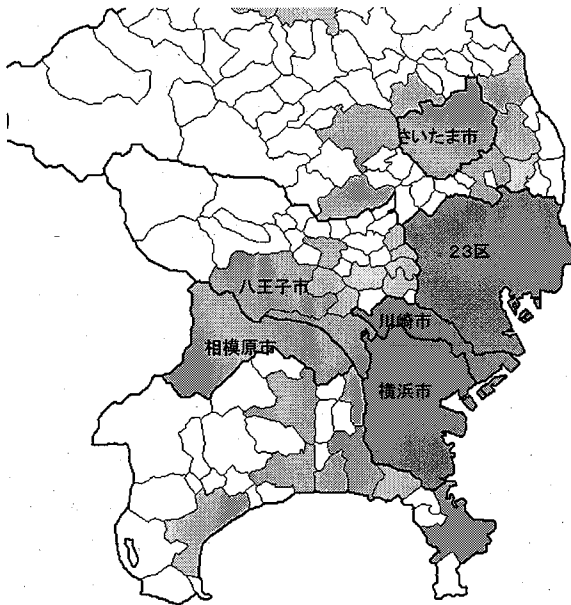 さいたま市
23区
八王子市
川崎市
相模原市
横浜市